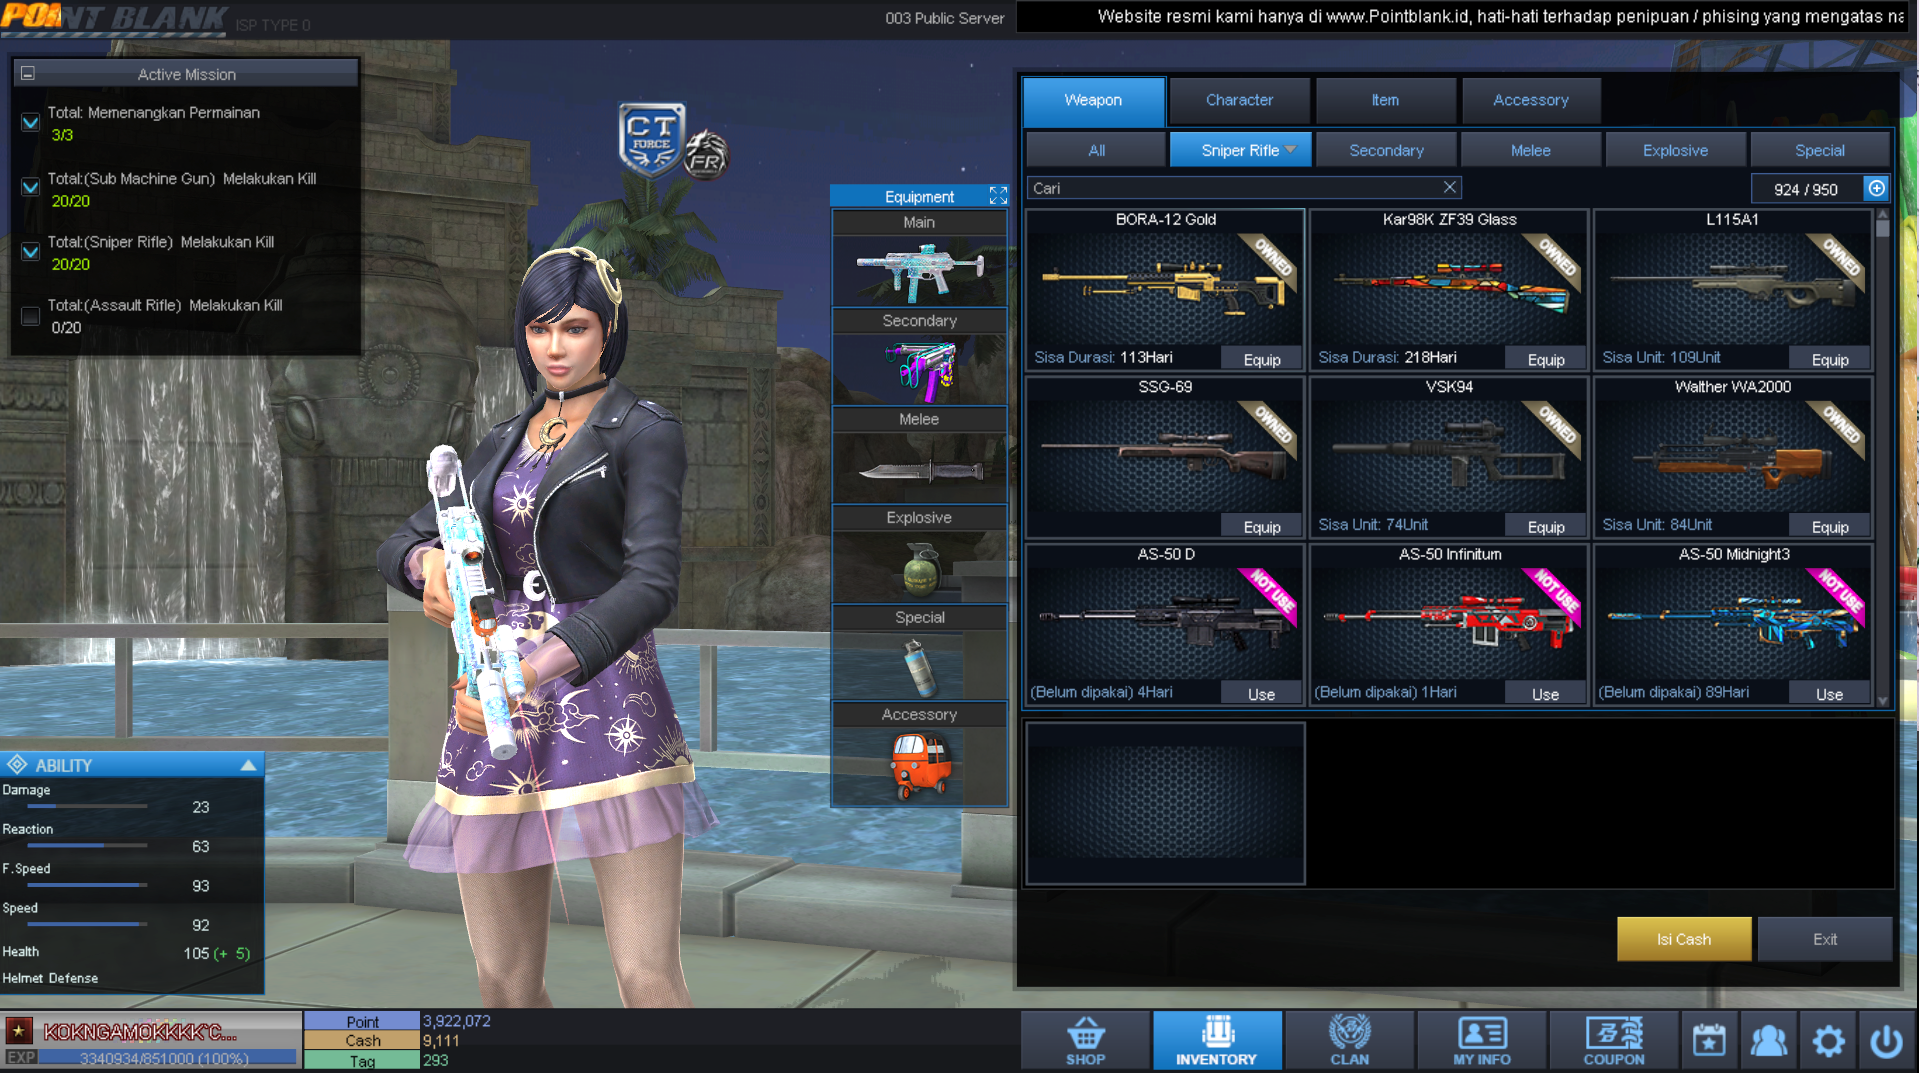 POINT BLANK
ISP TYPE 0
003 Public Server
Website resmi kami hanya di www.Pointblank.id, hati-hati terhadap penipuan / phising yang mengatas na
Active Mission
Total: Memenangkan Permainan
3/3
Total:(Sub Machine Gun) Melakukan Kill
20/20
Total:(Sniper Rifle) Melakukan Kill
20/20
Total:(Assault Rifle) Melakukan Kill
0/20
CT
FORCE
FR
Equipment
Main
Secondary
Melee
Explosive
Special
Accessory
Weapon
Character
Item
Accessory
All
Sniper Rifle
Secondary
Melee
Explosive
Special
Cari
924 / 950
BORA-12 Gold
OWNED
Sisa Durasi: 113Hari
Equip
Kar98K ZF39 Glass
OWNED
Sisa Durasi: 218Hari
Equip
L115A1
OWNED
Sisa Unit: 109Unit
Equip
SSG-69
OWNED
Equip
VSK94
OWNED
Sisa Unit: 74Unit
Equip
Walther WA2000
OWNED
Sisa Unit: 84Unit
Equip
AS-50 D
NOT USE
(Belum dipakai) 4Hari
Use
AS-50 Infinitum
NOT USE
(Belum dipakai) 1Hari
Use
AS-50 Midnight3
NOT USE
(Belum dipakai) 89Hari
Use
Isi Cash
Exit
ABILITY
Damage
23
Reaction
63
F.Speed
93
Speed
92
Health
105 (+ 5)
Helmet Defense
KOKNGAMOKKKK`C...
EXP
3340934/851000 (100%)
Point 3,922,072
Cash 9,111
Tag 293
SHOP
INVENTORY
CLAN
MY INFO
COUPON